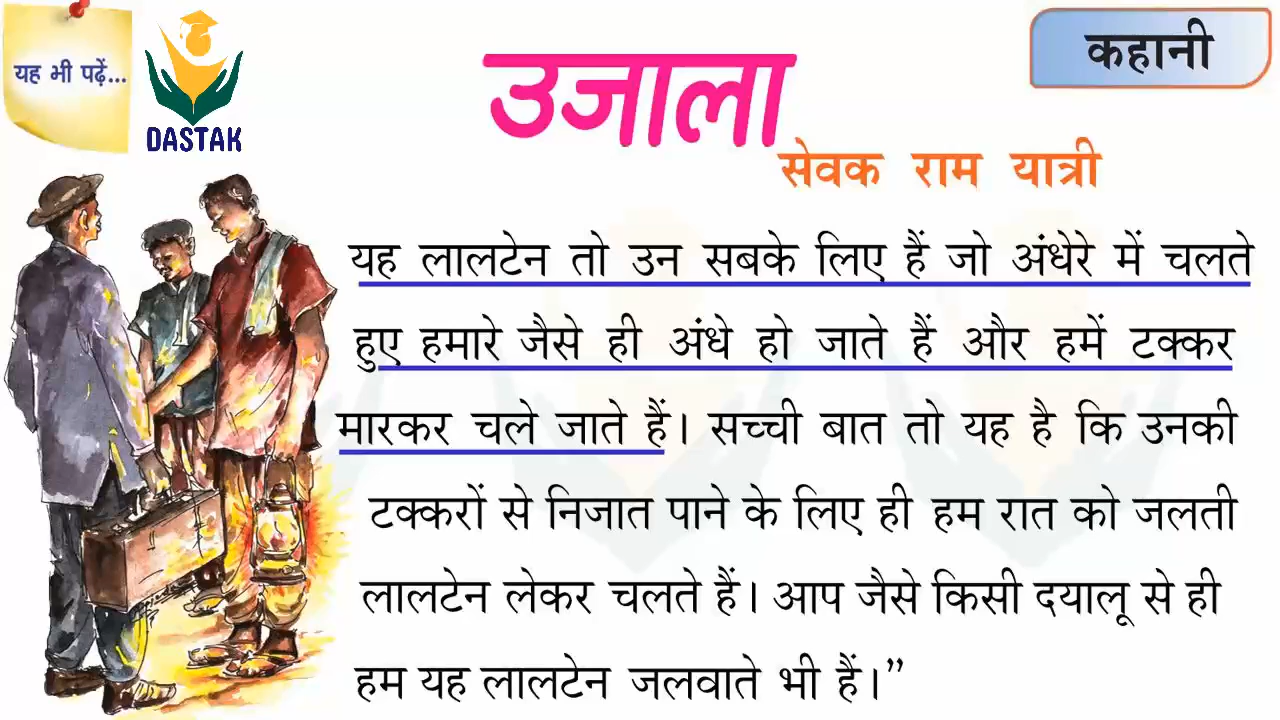 यह भी पढ़ें...
DASTAK
उजाला
कहानी
सेवक राम यात्री
यह लालटेन तो उन सबके लिए हैं जो अंधेरे में चलते
हुए हमारे जैसे ही अंधे हो जाते हैं और हमें टक्कर
मारकर चले जाते हैं। सच्ची बात तो यह है कि उनकी
टक्करों से निजात पाने के लिए ही हम रात को जलती
लालटेन लेकर चलते हैं। आप जैसे किसी दयालू से ही
हम यह लालटेन जलवाते भी हैं।”